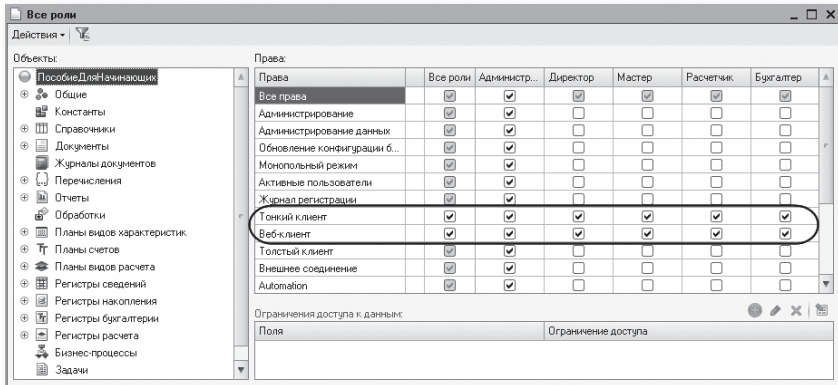 Все роли
Действия
Объекты:
ПособиеДляНачинающих
Общие
Константы
Справочники
Документы
Журналы документов
Перечисления
Отчеты
Обработки
Планы видов характеристик
Планы счетов
Планы видов расчета
Регистры сведений
Регистры накопления
Регистры бухгалтерии
Регистры расчета
Бизнес-процессы
Задачи
Права:
Права Все роли Администр... Директор Мастер Расчетчик Бухгалтер
Все права
Администрирование
Администрирование данных
Обновление конфигурации б...
Монопольный режим
Активные пользователи
Журнал регистрации
Тонкий клиент
Веб-клиент
Толстый клиент
Внешнее соединение
Automation
Ограничения доступа к данным:
Поля Ограничение доступа